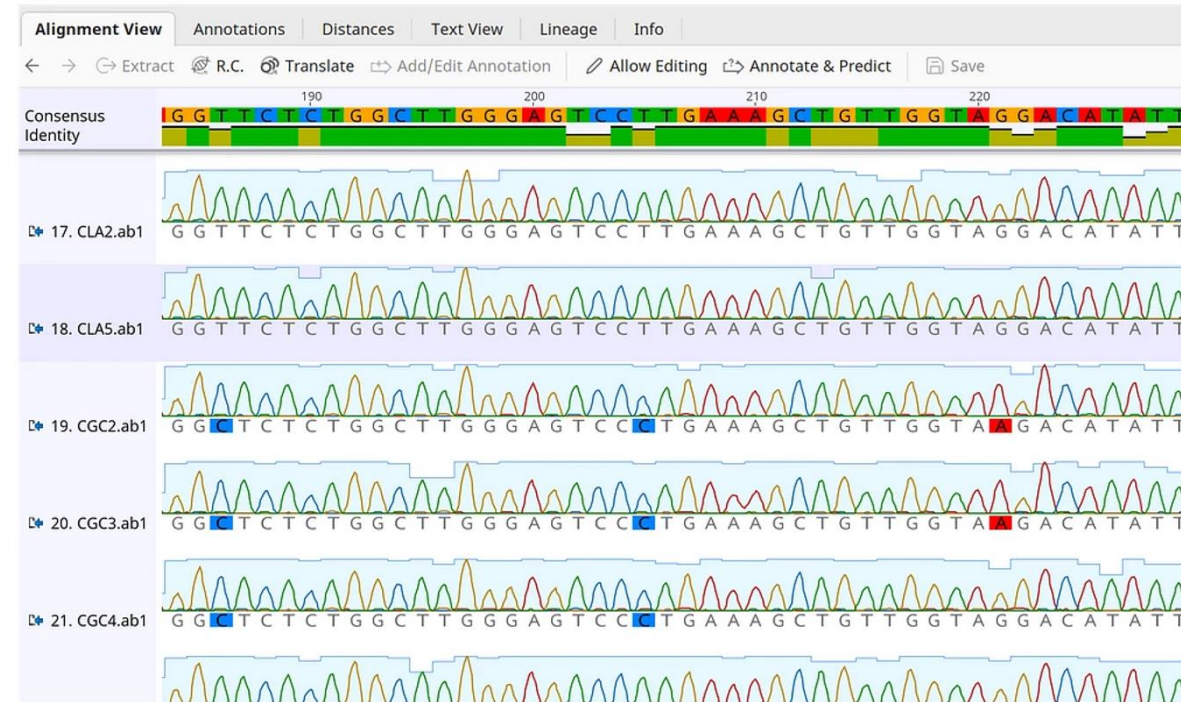 Alignment View Annotations Distances Text View Lineage Info
Extract R.C. Translate Add/Edit Annotation Allow Editing Annotate & Predict Save
190 200 210 220
Consensus G G T T C T C T G G C T T G G G A G T C C T T G A A A G C T G T T G G T A G G A C A T A T T
Identity
17. CLA2.ab1 G G T T C T C T G G C T T G G G A G T C C T T G A A A G C T G T T G G T A G G A C A T A T T
18. CLA5.ab1 G G T T C T C T G G C T T G G G A G T C C T T G A A A G C T G T T G G T A G G A C A T A T T
19. CGC2.ab1 G G C T C T C T G G C T T G G G A G T C C C T G A A A G C T G T T G G T A A G A C A T A T T
20. CGC3.ab1 G G C T C T C T G G C T T G G G A G T C C C T G A A A G C T G T T G G T A A G A C A T A T T
21. CGC4.ab1 G G C T C T C T G G C T T G G G A G T C C C T G A A A G C T G T T G G T A G G A C A T A T T